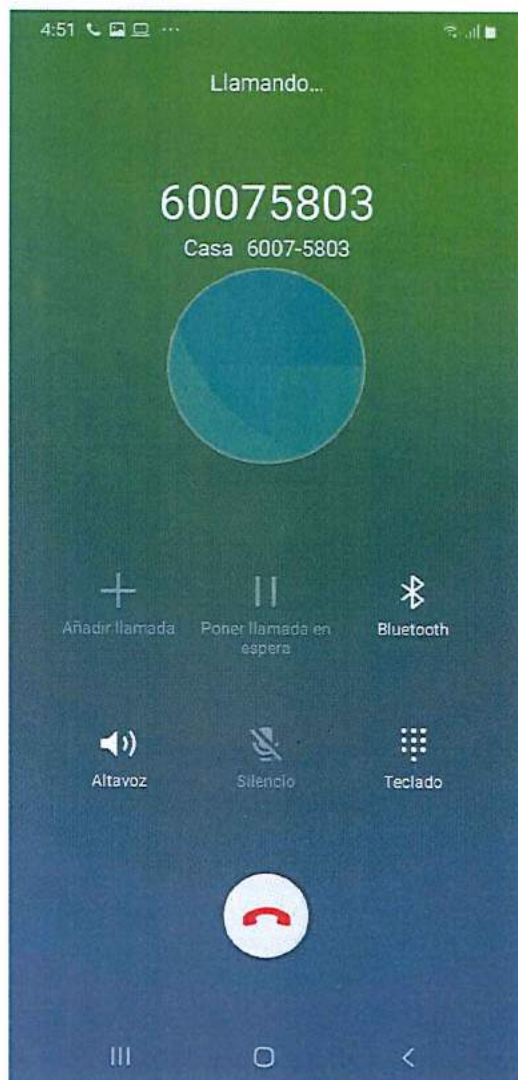 4:51
Llamando...
60075803
Casa 6007-5803
Añadir llamada
Poner llamada en
espera
Bluetooth
Altavoz
Silencio
Teclado